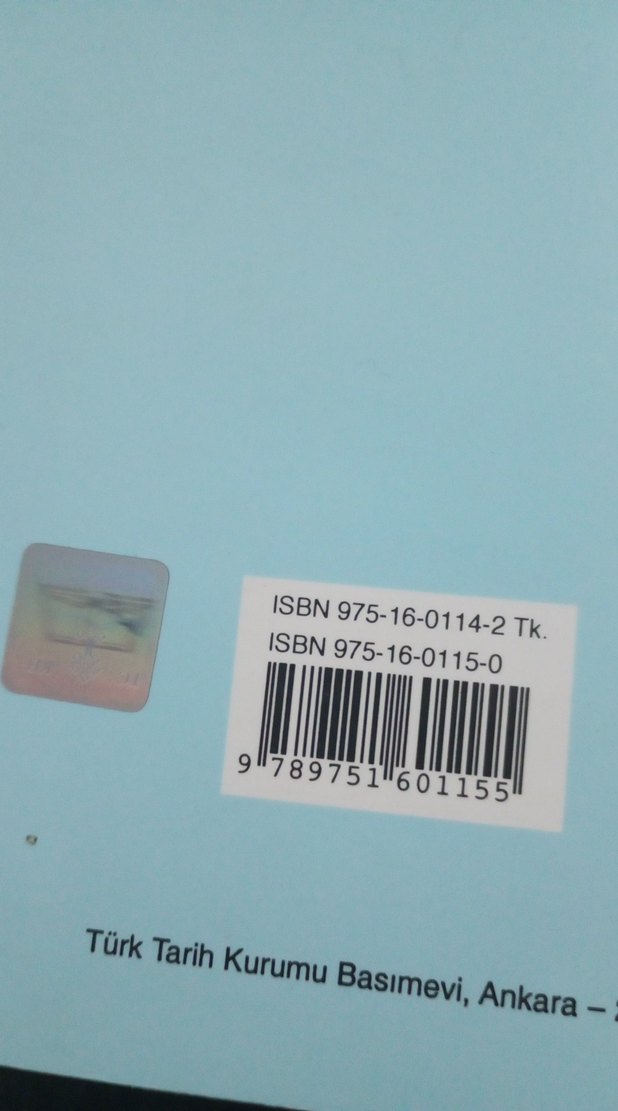 ISBN 975-16-0114-2 Tk.
ISBN 975-16-0115-0
9 789751 601155
Türk Tarih Kurumu Basımevi, Ankara –